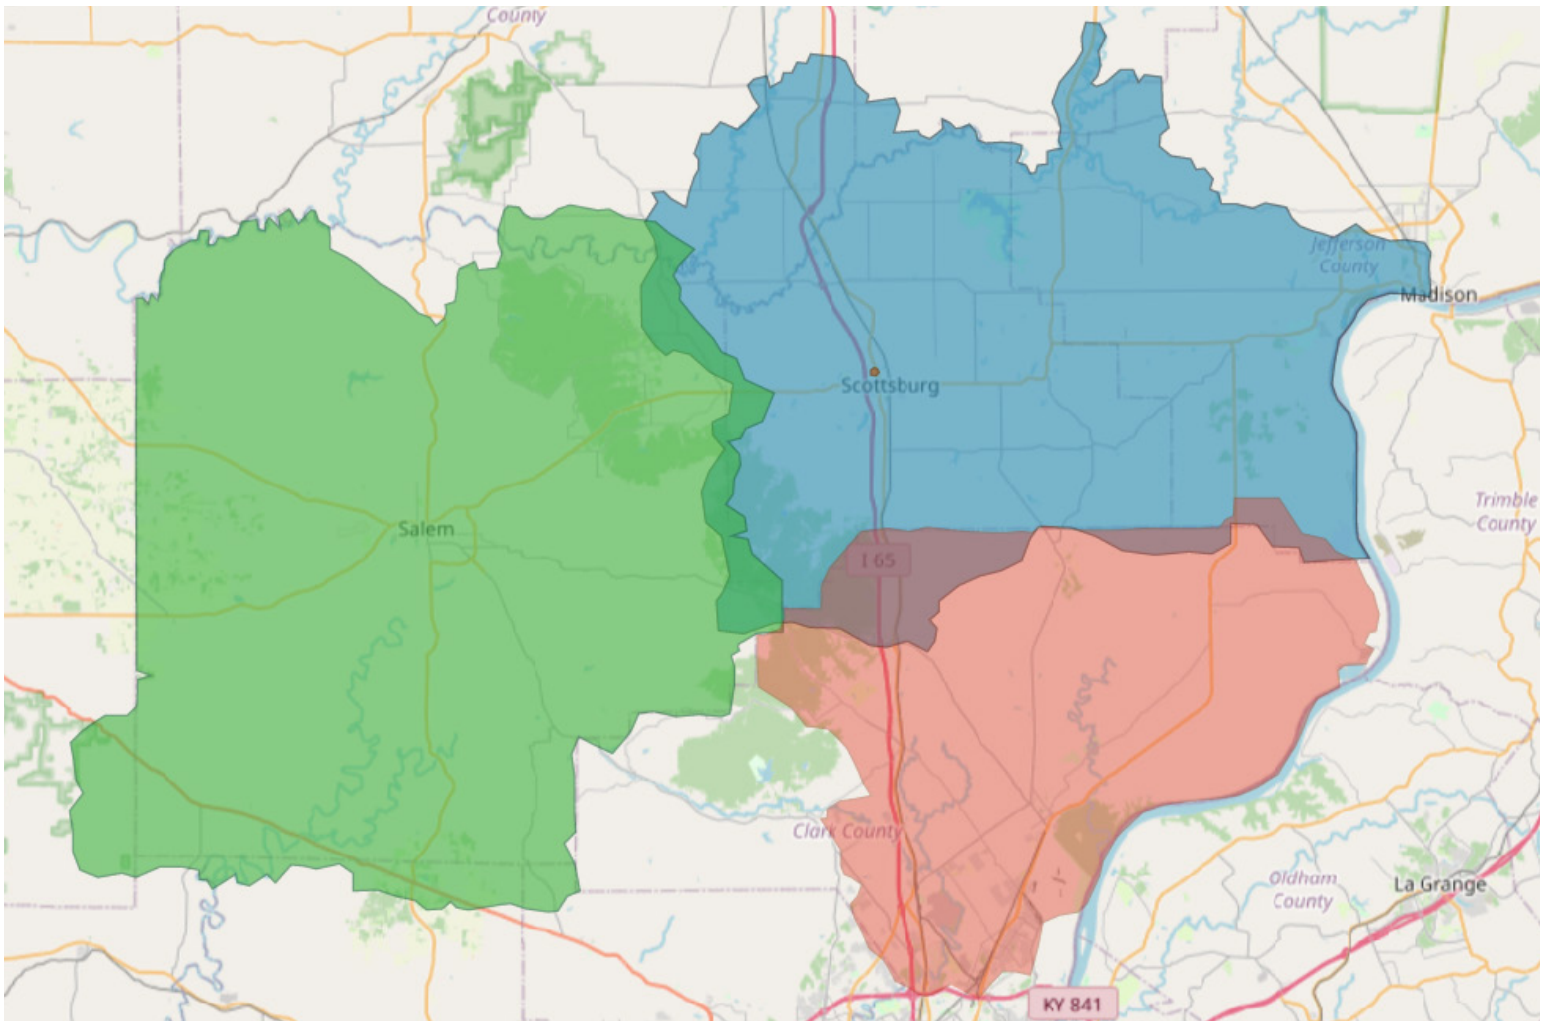 County
Jefferson
County
Madison
Scottsburg
Trimble
County
Salem
I 65
Clark County
Oldham
County
La Grange
KY 841